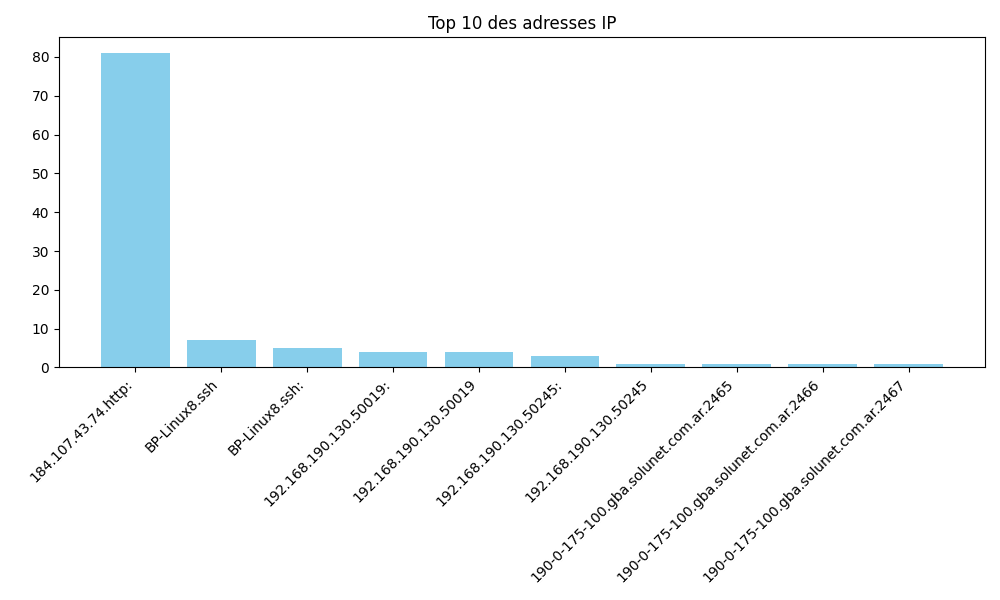 Top 10 des adresses IP
80
70
60
50
40
30
20
10
0
184.107.43.74.http:
BP-Linux8.ssh
BP-Linux8.ssh:
192.168.190.130.50019:
192.168.190.130.50019
192.168.190.130.50245:
192.168.190.130.50245
190-0-175-100.gba.solunet.com.ar.2465
190-0-175-100.gba.solunet.com.ar.2466
190-0-175-100.gba.solunet.com.ar.2467